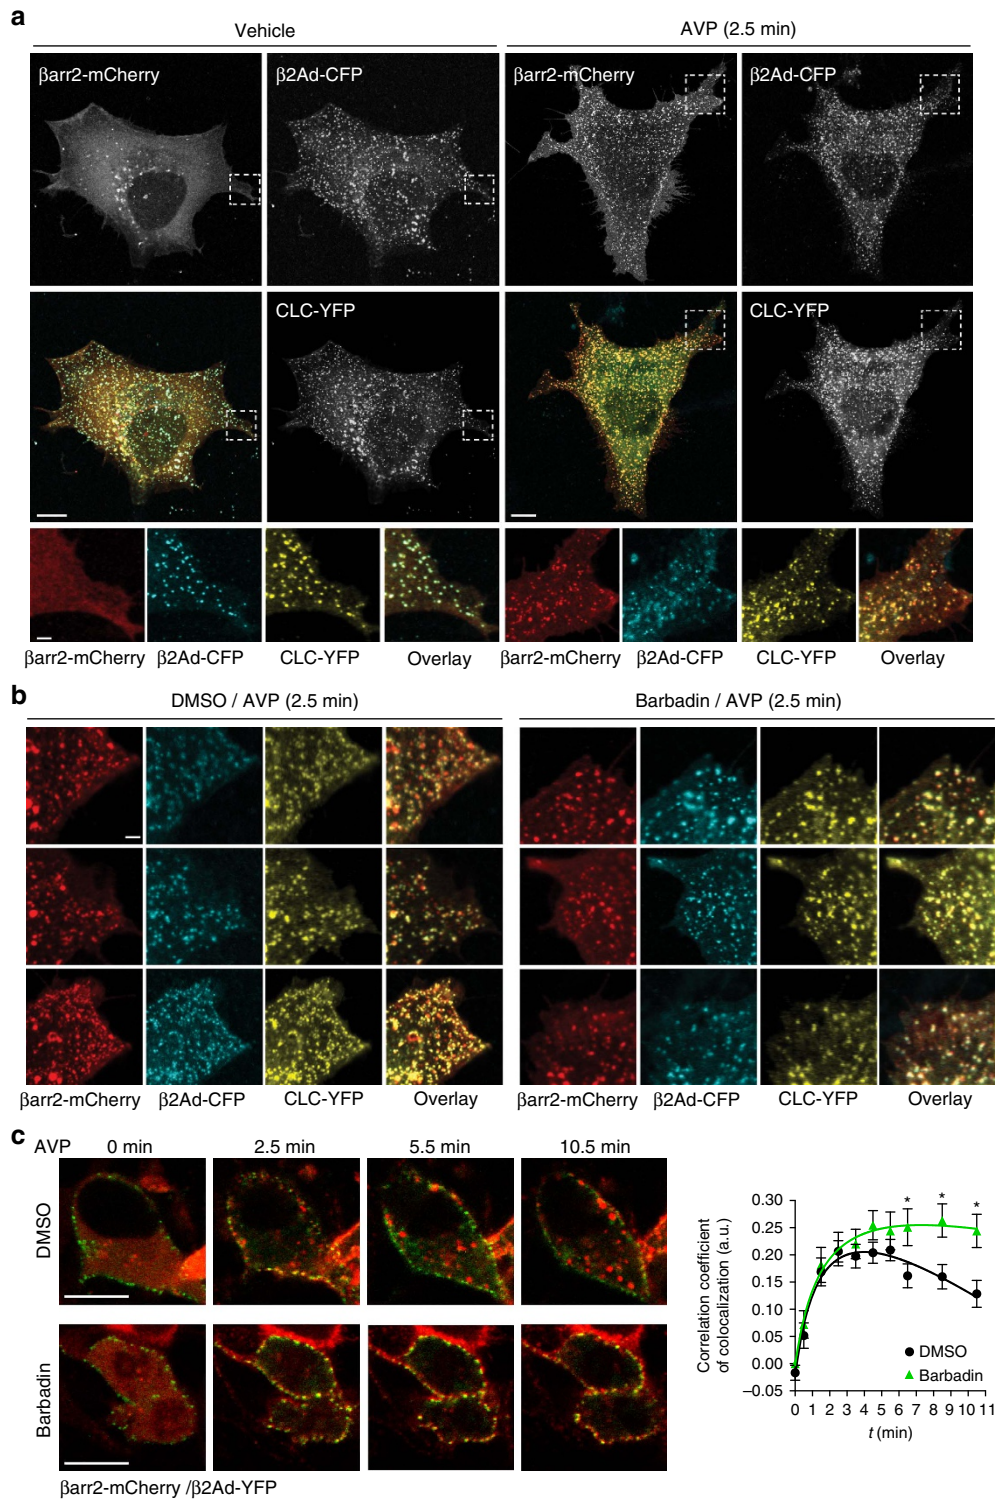 a
Vehicle
AVP (2.5 min)
βarr2-mCherry
β2Ad-CFP
βarr2-mCherry
β2Ad-CFP
CLC-YFP
CLC-YFP
βarr2-mCherry
β2Ad-CFP
CLC-YFP
Overlay
βarr2-mCherry
β2Ad-CFP
CLC-YFP
Overlay
b
DMSO / AVP (2.5 min)
Barbadin / AVP (2.5 min)
βarr2-mCherry
β2Ad-CFP
CLC-YFP
Overlay
βarr2-mCherry
β2Ad-CFP
CLC-YFP
Overlay
c
AVP
0 min
2.5 min
5.5 min
10.5 min
DMSO
Barbadin
βarr2-mCherry /β2Ad-YFP
Correlation coefficient
of colocalization (a.u.)
0.30
0.25
0.20
0.15
0.10
0.05
0.00
–0.05
* * *
DMSO
Barbadin
0 1 2 3 4 5 6 7 8 9 10 11
t (min)